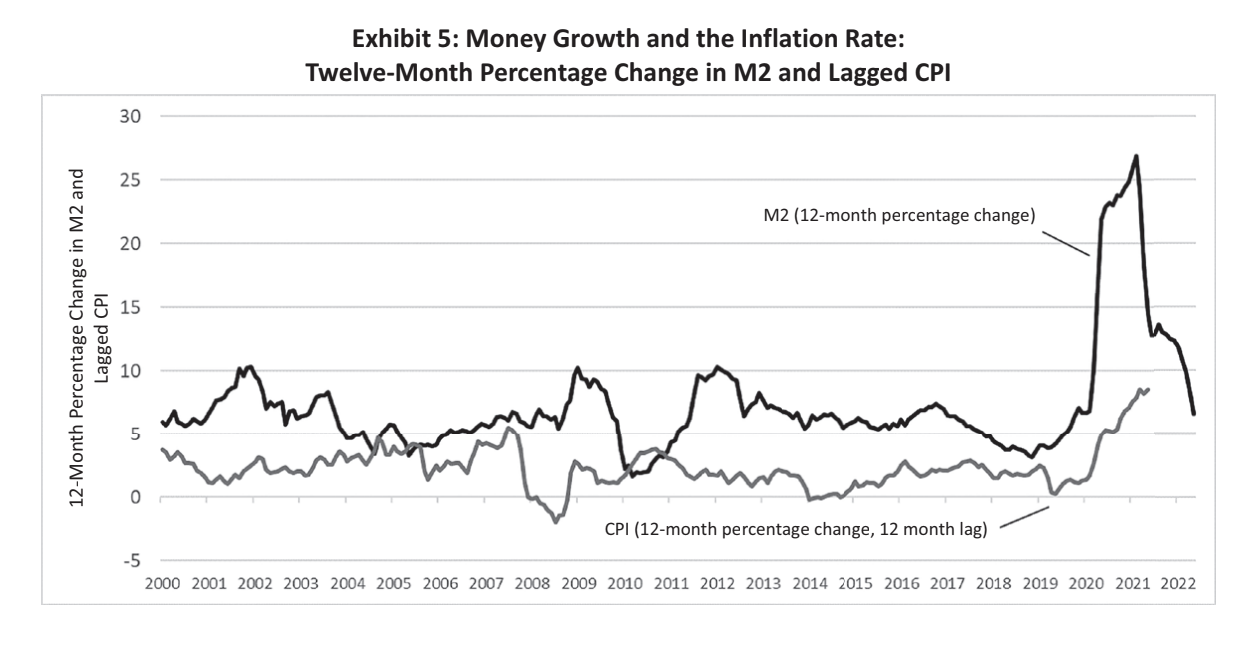 Exhibit 5: Money Growth and the Inflation Rate:
Twelve-Month Percentage Change in M2 and Lagged CPI
12-Month Percentage Change in M2 and
Lagged CPI
30
25
20
15
10
5
0
-5
M2 (12-month percentage change)
CPI (12-month percentage change, 12 month lag)
2000 2001 2002 2003 2004 2005 2006 2007 2008 2009 2010 2011 2012 2013 2014 2015 2016 2017 2018 2019 2020 2021 2022